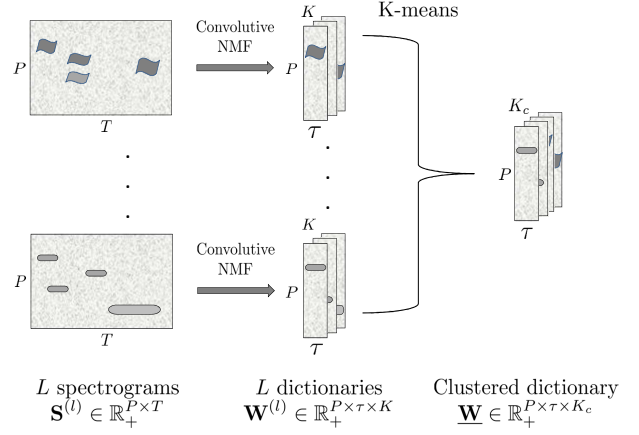 K-means
Convolutive
NMF
K
P
P
T
τ
K_c
P
τ
Convolutive
NMF
K
P
P
T
τ
L spectrograms
S^{(l)} ∈ ℝ_+^{P×T}
L dictionaries
W^{(l)} ∈ ℝ_+^{P×τ×K}
Clustered dictionary
W ∈ ℝ_+^{P×τ×K_c}